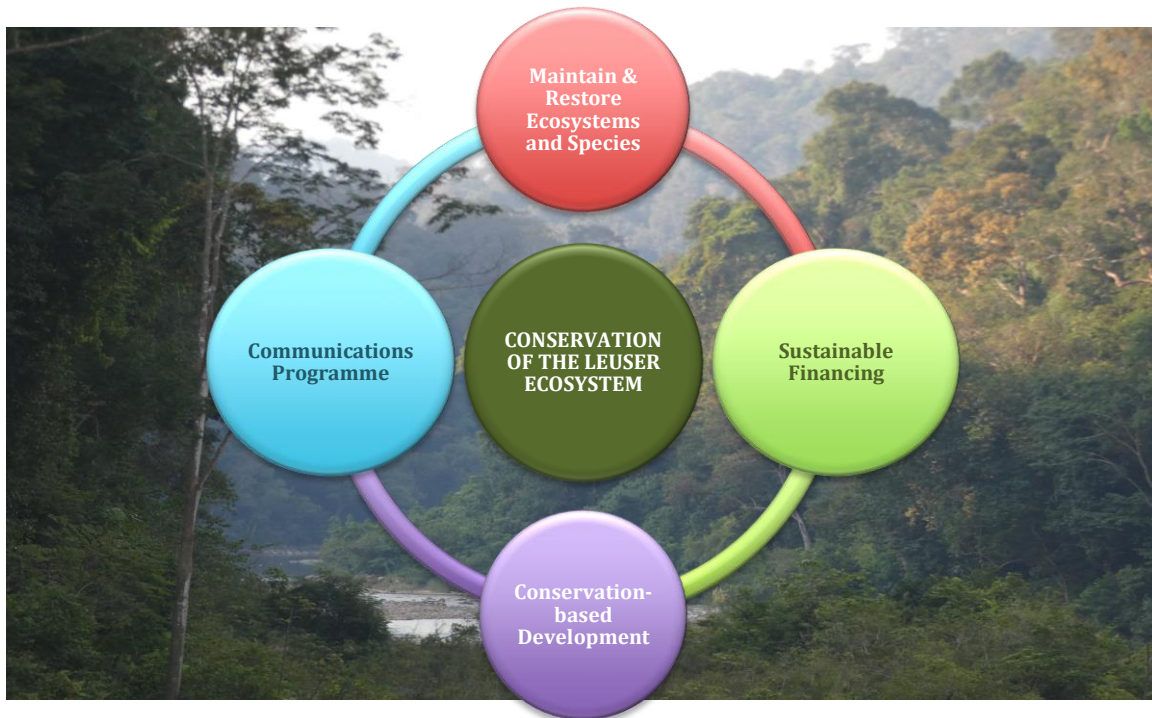 Maintain &
Restore
Ecosystems
and Species
Communications
Programme
CONSERVATION
OF THE LEUSER
ECOSYSTEM
Sustainable
Financing
Conservation-
based
Development